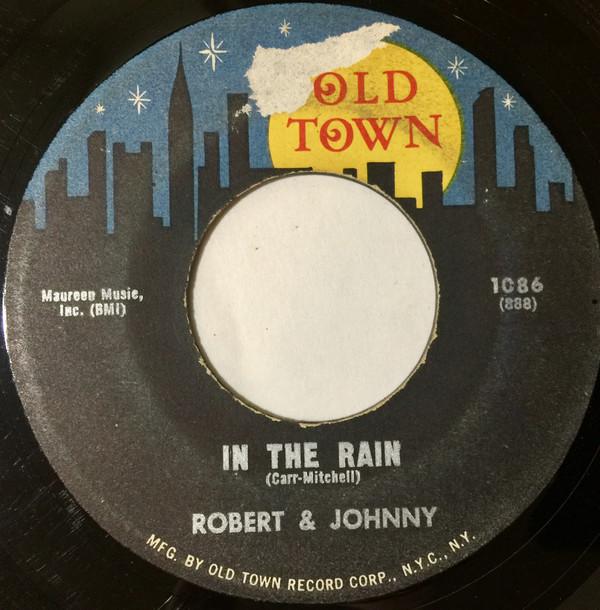 OLD
TOWN
Maureen Music,
Inc. (BMI)
1086
(888)
IN THE RAIN
(Carr-Mitchell)
ROBERT & JOHNNY
MFG. BY OLD TOWN RECORD CORP., N.Y.C., N.Y.